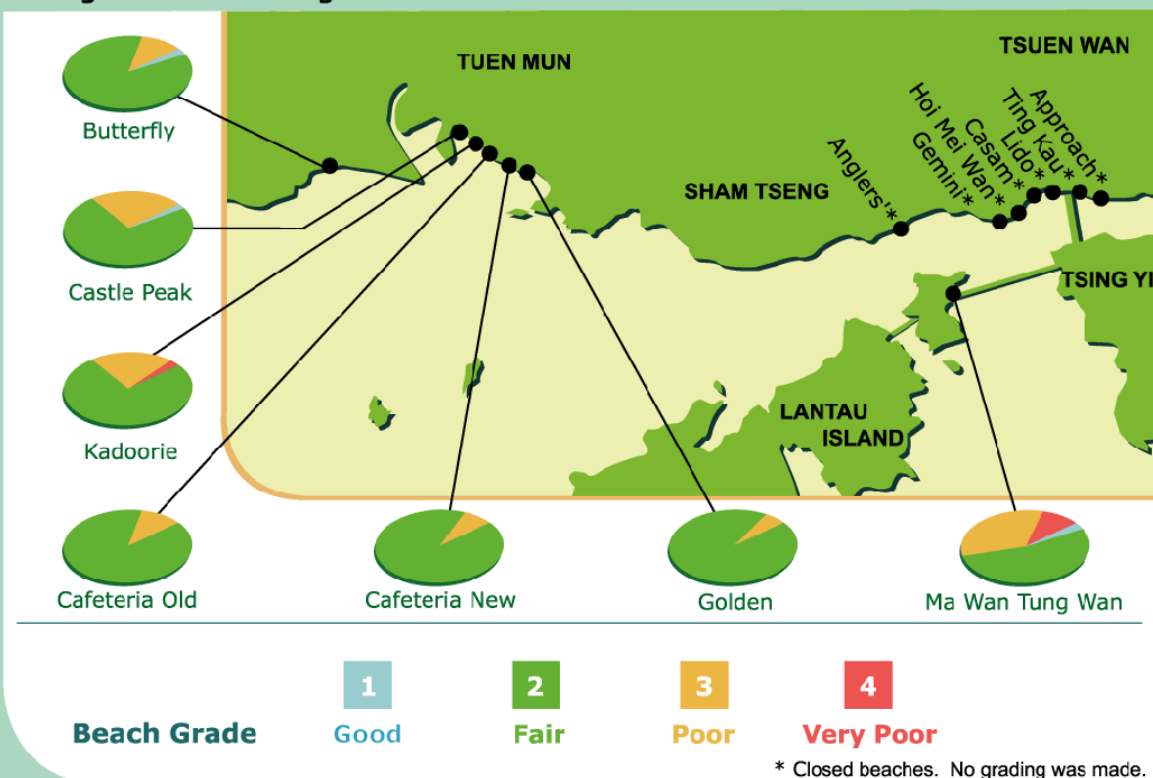 TUEN MUN
TSUEN WAN
Butterfly
Castle Peak
Kadoorie
SHAM TSENG
Anglers'*
Gemini*
Hoi Mei Wan*
Casam*
Lido*
Ting Kau*
Approach*
TSING YI
LANTAU
ISLAND
Cafeteria Old
Cafeteria New
Golden
Ma Wan Tung Wan
Beach Grade
1
Good
2
Fair
3
Poor
4
Very Poor
* Closed beaches. No grading was made.